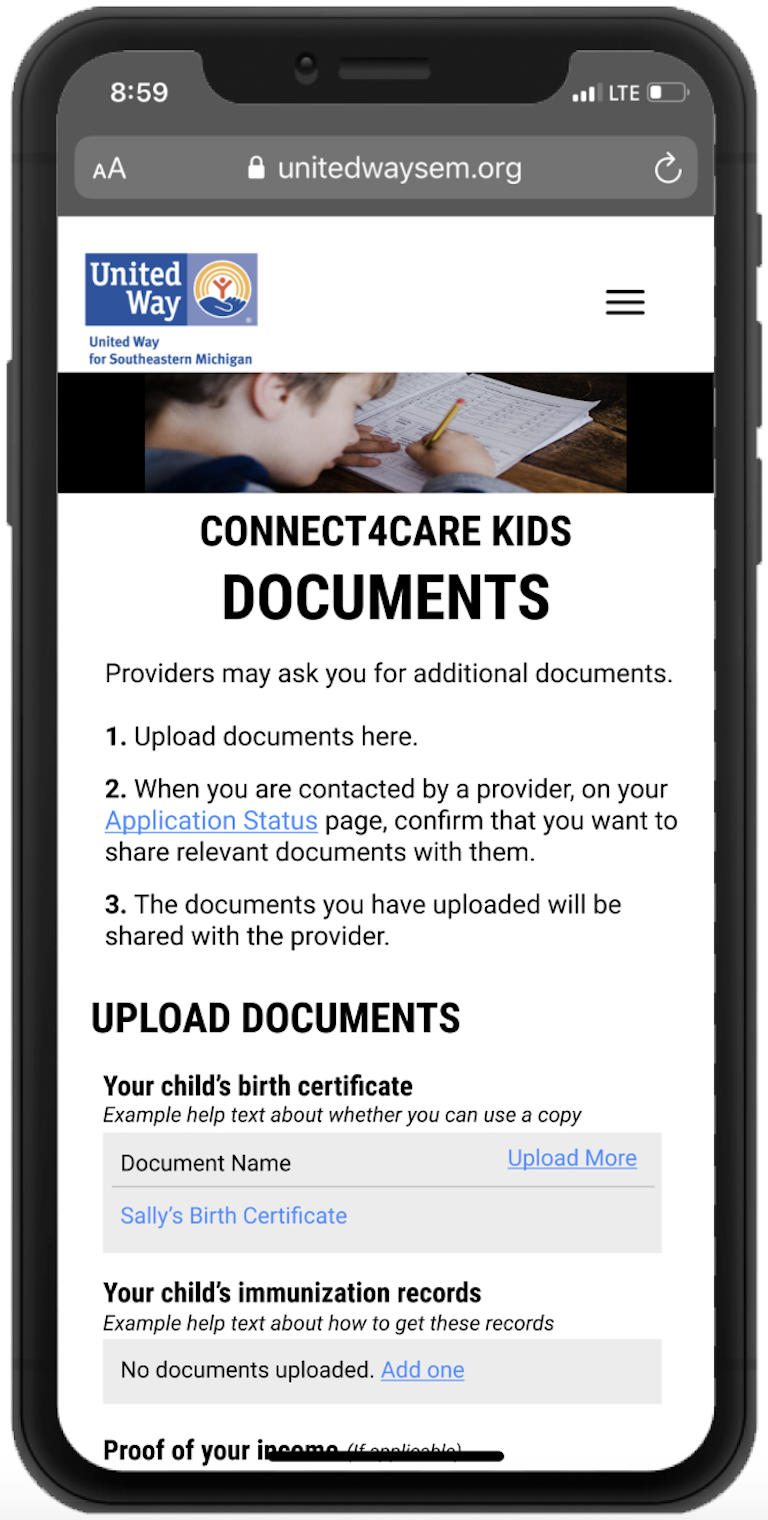 8:59
LTE
AA
unitedwaysem.org
United
Way
United Way
for Southeastern Michigan
CONNECT4CARE KIDS
DOCUMENTS
Providers may ask you for additional documents.
1. Upload documents here.
2. When you are contacted by a provider, on your
Application Status page, confirm that you want to
share relevant documents with them.
3. The documents you have uploaded will be
shared with the provider.
UPLOAD DOCUMENTS
Your child’s birth certificate
Example help text about whether you can use a copy
Document Name
Upload More
Sally’s Birth Certificate
Your child’s immunization records
Example help text about how to get these records
No documents uploaded. Add one
Proof of your income (If applicable)